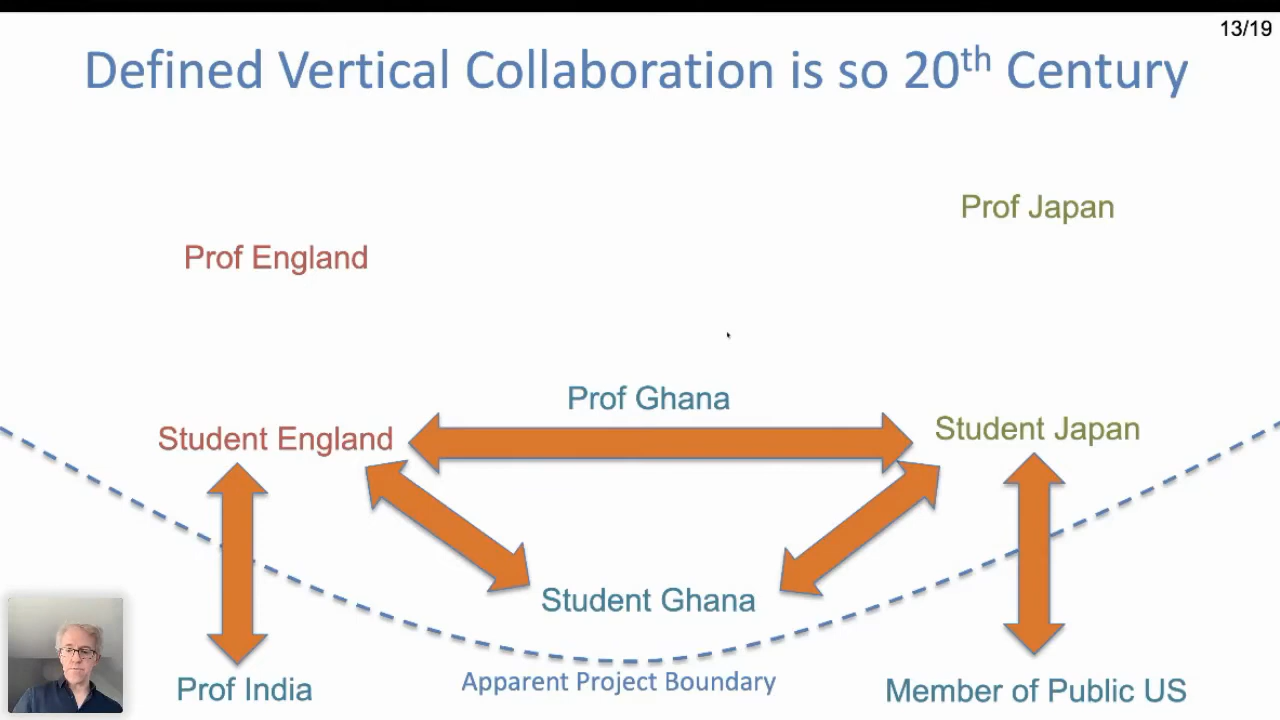 13/19
Defined Vertical Collaboration is so 20th Century
Prof Japan
Prof England
Prof Ghana
Student England
Student Japan
Student Ghana
Apparent Project Boundary
Prof India
Member of Public US